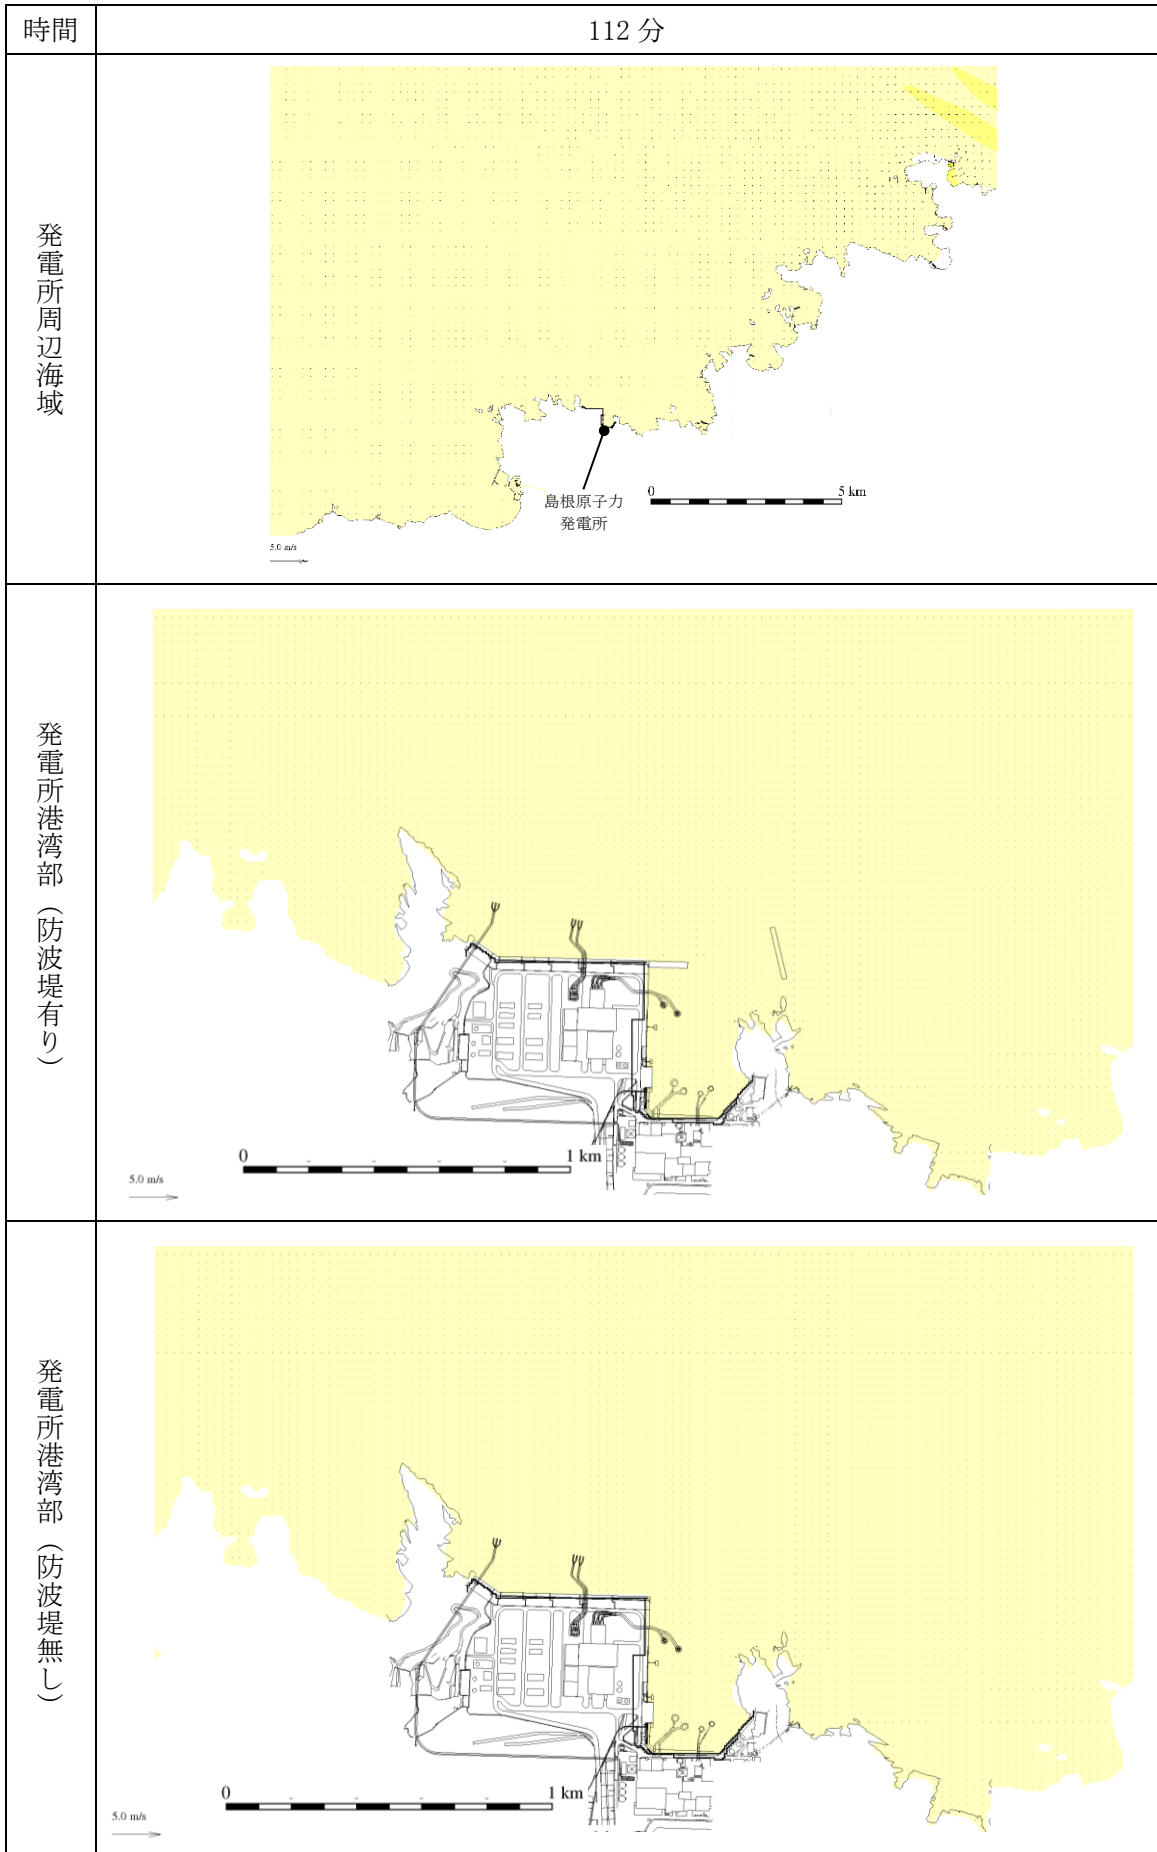 時間
112 分
発電所周辺海域
島根原子力
発電所
0
5 km
5.0 m/s
発電所港湾部（防波堤有り）
0
1 km
5.0 m/s
発電所港湾部（防波堤無し）
0
1 km
5.0 m/s